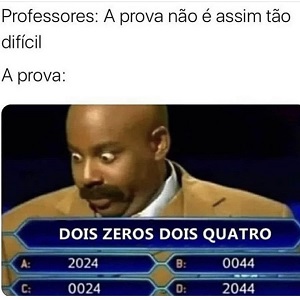 Professores: A prova não é assim tão
difícil
A prova:
DOIS ZEROS DOIS QUATRO
A: 2024
B: 0044
C: 0024
D: 2044